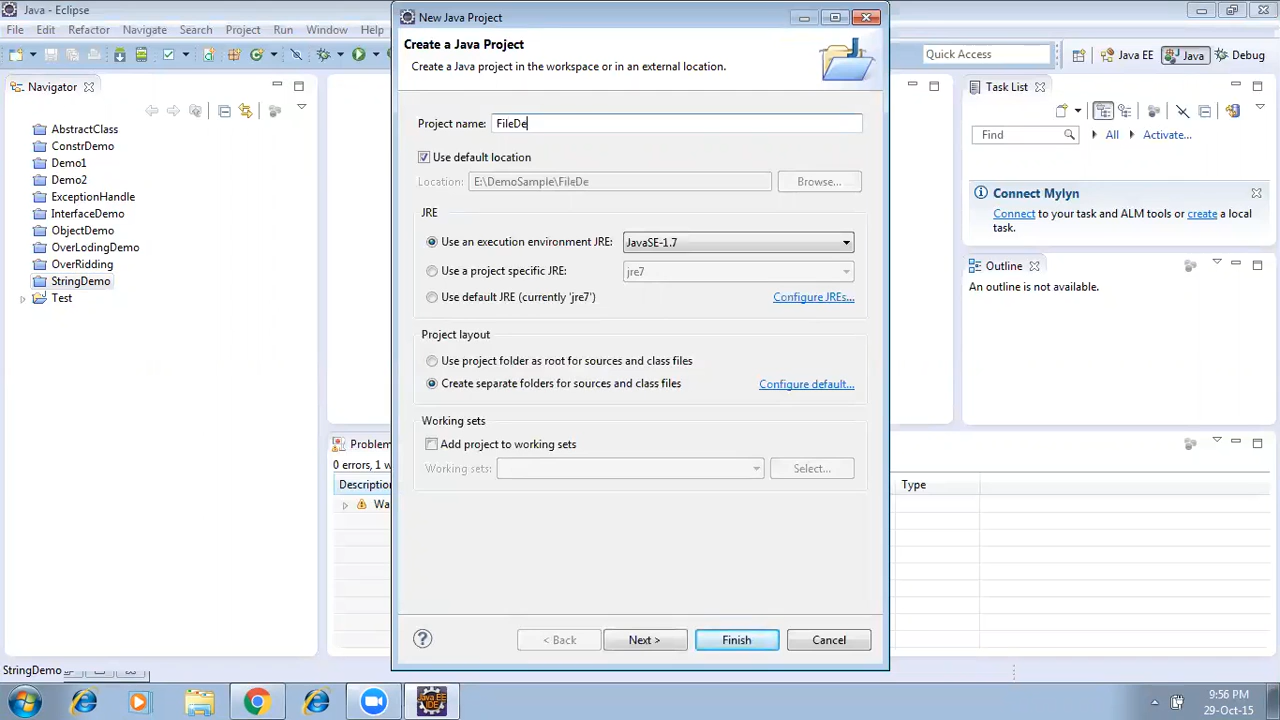 Java - Eclipse
File Edit Refactor Navigate Search Project Run Window Help
Quick Access
Java EE
Java
Debug
Navigator
AbstractClass
ConstrDemo
Demo1
Demo2
ExceptionHandle
InterfaceDemo
ObjectDemo
OverLodingDemo
OverRidding
StringDemo
Test
New Java Project
Create a Java Project
Create a Java project in the workspace or in an external location.
Project name: FileDe
Use default location
Location: E:\DemoSample\FileDe Browse...
JRE
Use an execution environment JRE: JavaSE-1.7
Use a project specific JRE: jre7
Use default JRE (currently 'jre7') Configure JREs...
Project layout
Use project folder as root for sources and class files
Create separate folders for sources and class files Configure default...
Working sets
Add project to working sets
Working sets: Select...
< Back Next > Finish Cancel
Task List
Find All Activate...
Connect Mylyn
Connect to your task and ALM tools or create a local
task.
Outline
An outline is not available.
Problem
0 errors, 1 w
Description
Type
Wa
StringDemo
Java EE
IDE
9:56 PM
29-Oct-15